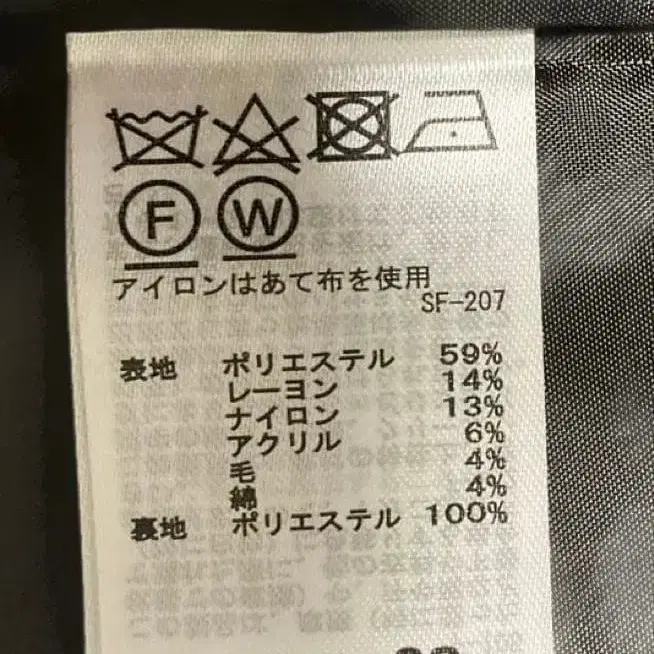 F W
アイロンはあて布を使用
SF-207
表地 ポリエステル 59%
レーヨン 14%
ナイロン 13%
アクリル 6%
毛 4%
綿 4%
裏地 ポリエステル 100%